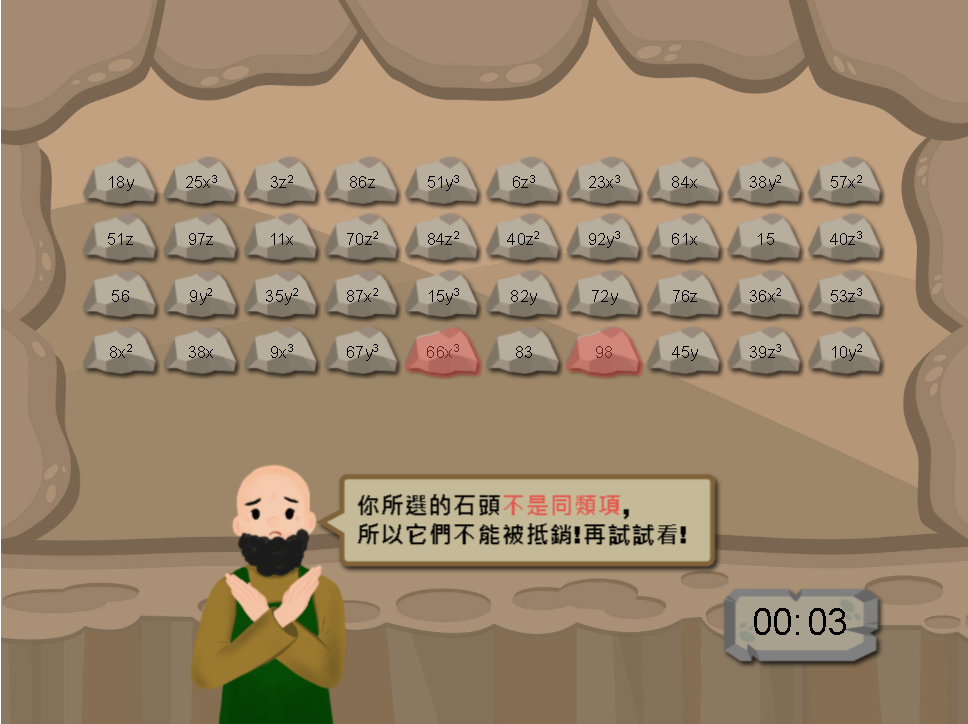 18y 25x³ 3z² 86z 51y³ 6z³ 23x³ 84x 38y² 57x²
51z 97z 11x 70z² 84z² 40z² 92y³ 61x 15 40z³
56 9y² 35y² 87x² 15y³ 82y 72y 76z 36x² 53z³
8x² 38x 9x³ 67y³ 66x³ 83 98 45y 39z³ 10y²
你所選的石頭不是同類項,
所以它們不能被抵銷!再試試看!
00:03